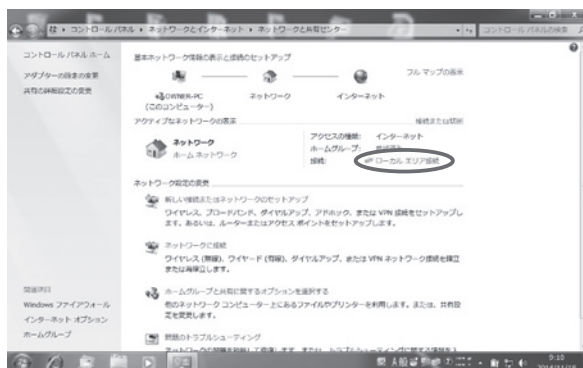 コントロール パネル ▸ ネットワークとインターネット ▸ ネットワークと共有センター
コントロール パネルの検索
コントロール パネル ホーム
アダプターの設定の変更
共有の詳細設定の変更
基本ネットワーク情報の表示と接続のセットアップ
フル マップの表示
OWNER-PC
(このコンピューター)
ネットワーク
インターネット
アクティブなネットワークの表示
接続または切断
ネットワーク
ホーム ネットワーク
アクセスの種類: インターネット
ホームグループ:
接続: ローカル エリア接続
ネットワーク設定の変更
新しい接続またはネットワークのセットアップ
ワイヤレス、ブロードバンド、ダイヤルアップ、アドホック、または VPN 接続をセットアップし
ます。あるいは、ルーターまたはアクセス ポイントをセットアップします。
ネットワークに接続
ワイヤレス (無線)、ワイヤード (有線)、ダイヤルアップ、または VPN ネットワーク接続を確立
または再確立します。
ホームグループと共有に関するオプションを選択する
他のネットワーク コンピューター上にあるファイルやプリンターを利用します。または、共有設
定を変更します。
問題のトラブルシューティング
関連項目
Windows ファイアウォール
インターネット オプション
ホームグループ
9:10